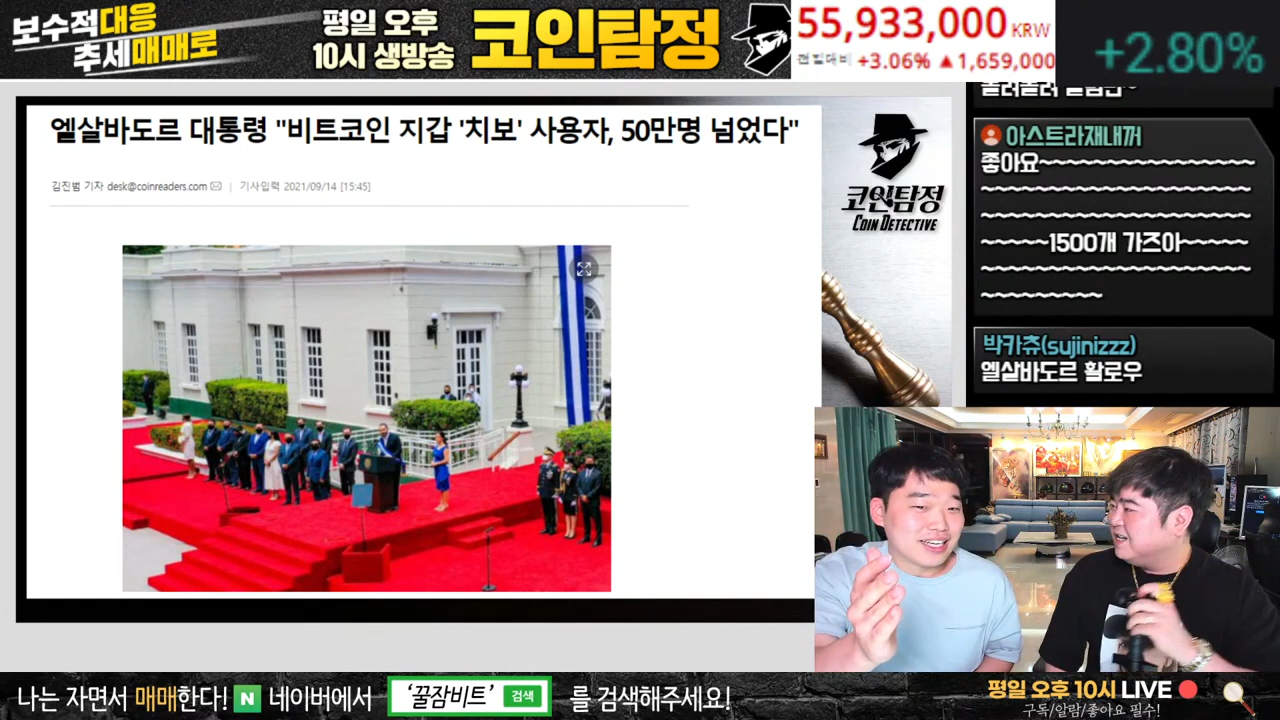 보수적대응
추세매매로
평일 오후
10시 생방송
코인탐정
55,933,000 KRW
전일대비 +3.06% ▲1,659,000
+2.80%
엘살바도르 대통령 "비트코인 지갑 '치보' 사용자, 50만명 넘었다"
김진범 기자 desk@coinreaders.com | 기사입력 2021/09/14 [15:45]
코인탐정
COIN DETECTIVE
아스트라재내꺼
좋아요~~~~~~~~~~~~~~~~
~~~~~~~~~~~~~~~~~~~~
~~~~~~~~~~~~~~~~~~~~
~~~~~1500개 가즈아~~~~~
~~~~~~~~~~~~~~~~~~~~
~~~~~~~~~
박카츄(sujinizzz)
엘살바도르 활로우
나는 자면서 매매한다! N 네이버에서 '꿀잠비트' 검색 를 검색해주세요!
평일 오후 10시 LIVE
구독/알람/좋아요 필수!